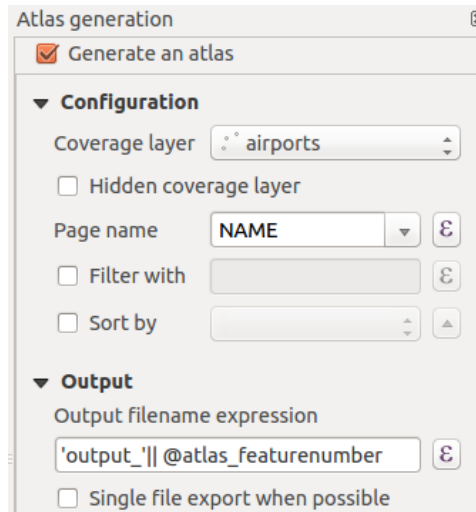 Atlas generation
Generate an atlas
Configuration
Coverage layer airports
Hidden coverage layer
Page name NAME ε
Filter with ε
Sort by
Output
Output filename expression
'output_'|| @atlas_featurenumber ε
Single file export when possible